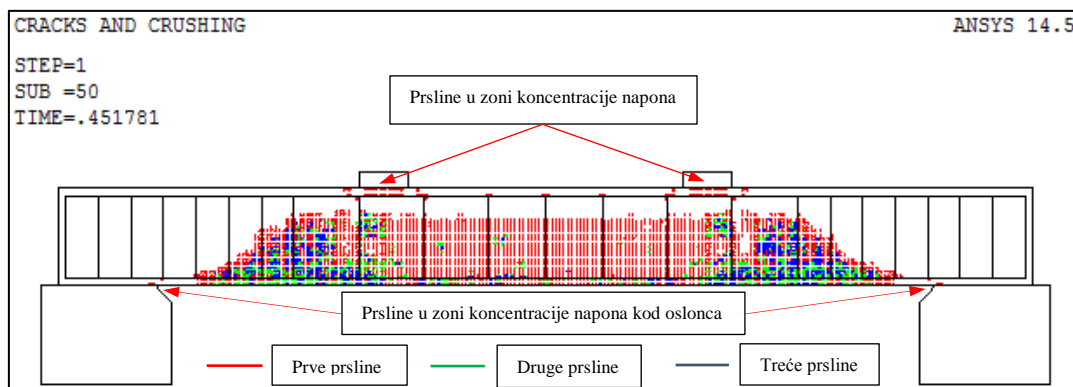 CRACKS AND CRUSHING
ANSYS 14.5
STEP=1
SUB =50
TIME=.451781
Prsline u zoni koncentracije napona
Prsline u zoni koncentracije napona kod oslonca
Prve prsline
Druge prsline
Treće prsline